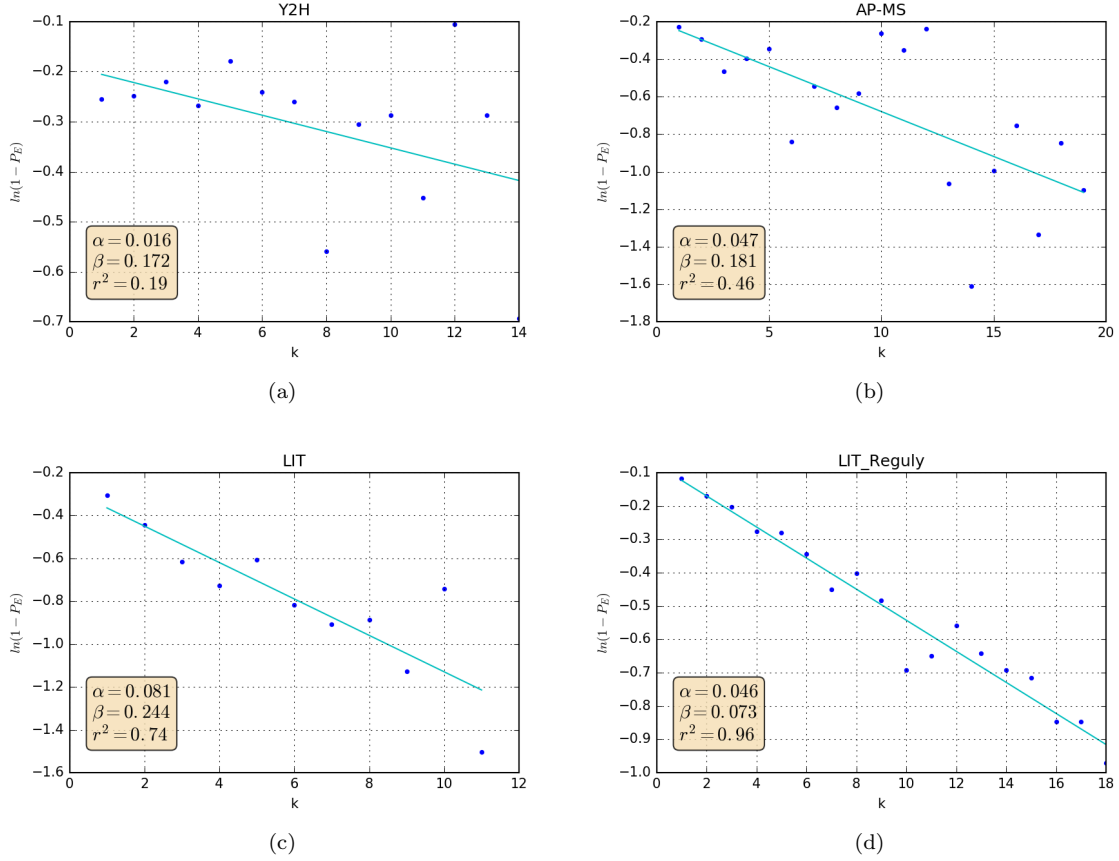 Y2H
−0.1
−0.2
−0.3
−0.4
−0.5
−0.6
−0.7
ln(1 − P_E)
α = 0.016
β = 0.172
r² = 0.19
0 2 4 6 8 10 12 14
k
(a)
AP-MS
−0.2
−0.4
−0.6
−0.8
−1.0
−1.2
−1.4
−1.6
−1.8
ln(1 − P_E)
α = 0.047
β = 0.181
r² = 0.46
0 5 10 15 20
k
(b)
LIT
−0.2
−0.4
−0.6
−0.8
−1.0
−1.2
−1.4
−1.6
ln(1 − P_E)
α = 0.081
β = 0.244
r² = 0.74
0 2 4 6 8 10 12
k
(c)
LIT_Reguly
−0.1
−0.2
−0.3
−0.4
−0.5
−0.6
−0.7
−0.8
−0.9
−1.0
ln(1 − P_E)
α = 0.046
β = 0.073
r² = 0.96
0 2 4 6 8 10 12 14 16 18
k
(d)